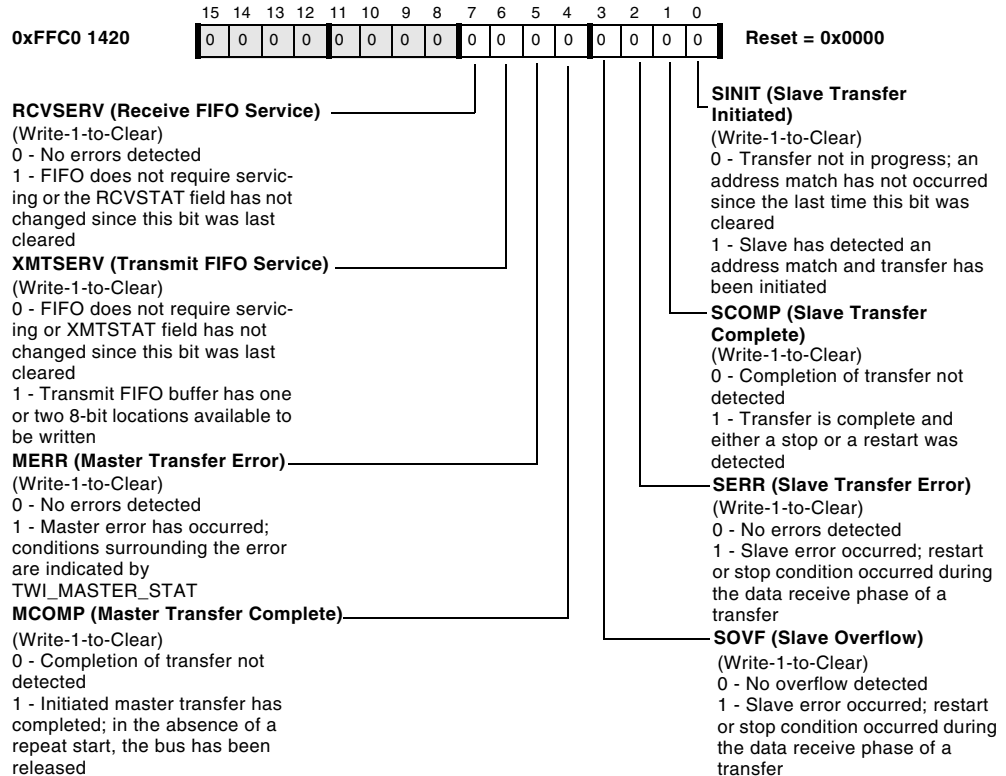 15 14 13 12 11 10 9 8 7 6 5 4 3 2 1 0
0xFFC0 1420
0 0 0 0 0 0 0 0 0 0 0 0 0 0 0 0
Reset = 0x0000
RCVSERV (Receive FIFO Service)
(Write-1-to-Clear)
0 - No errors detected
1 - FIFO does not require servic-
ing or the RCVSTAT field has not
changed since this bit was last
cleared
XMTSERV (Transmit FIFO Service)
(Write-1-to-Clear)
0 - FIFO does not require servic-
ing or XMTSTAT field has not
changed since this bit was last
cleared
1 - Transmit FIFO buffer has one
or two 8-bit locations available to
be written
MERR (Master Transfer Error)
(Write-1-to-Clear)
0 - No errors detected
1 - Master error has occurred;
conditions surrounding the error
are indicated by
TWI_MASTER_STAT
MCOMP (Master Transfer Complete)
(Write-1-to-Clear)
0 - Completion of transfer not
detected
1 - Initiated master transfer has
completed; in the absence of a
repeat start, the bus has been
released
SINIT (Slave Transfer
Initiated)
(Write-1-to-Clear)
0 - Transfer not in progress; an
address match has not occurred
since the last time this bit was
cleared
1 - Slave has detected an
address match and transfer has
been initiated
SCOMP (Slave Transfer
Complete)
(Write-1-to-Clear)
0 - Completion of transfer not
detected
1 - Transfer is complete and
either a stop or a restart was
detected
SERR (Slave Transfer Error)
(Write-1-to-Clear)
0 - No errors detected
1 - Slave error occurred; restart
or stop condition occurred during
the data receive phase of a
transfer
SOVF (Slave Overflow)
(Write-1-to-Clear)
0 - No overflow detected
1 - Slave error occurred; restart
or stop condition occurred during
the data receive phase of a
transfer